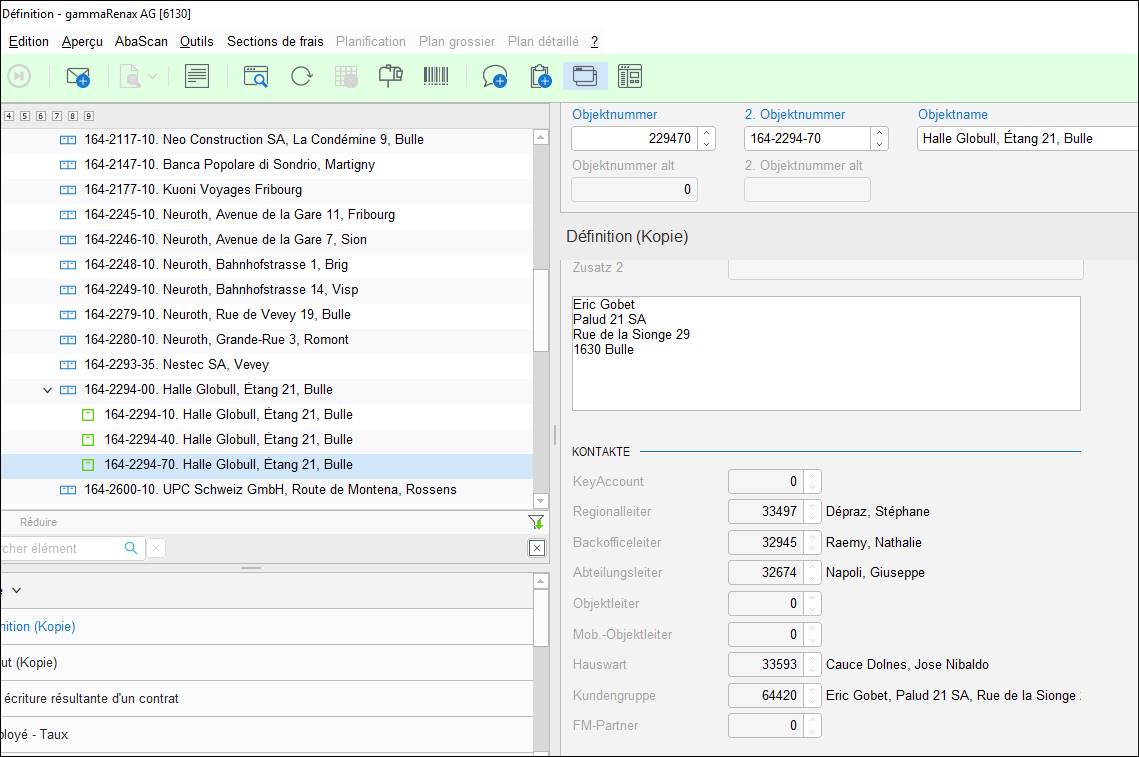 Définition - gammaRenax AG [6130]
Edition Aperçu AbaScan Outils Sections de frais Planification Plan grossier Plan détaillé ?
4 5 6 7 8 9
164-2117-10. Neo Construction SA, La Condémine 9, Bulle
164-2147-10. Banca Popolare di Sondrio, Martigny
164-2177-10. Kuoni Voyages Fribourg
164-2245-10. Neuroth, Avenue de la Gare 11, Fribourg
164-2246-10. Neuroth, Avenue de la Gare 7, Sion
164-2248-10. Neuroth, Bahnhofstrasse 1, Brig
164-2249-10. Neuroth, Bahnhofstrasse 14, Visp
164-2279-10. Neuroth, Rue de Vevey 19, Bulle
164-2280-10. Neuroth, Grande-Rue 3, Romont
164-2293-35. Nestec SA, Vevey
164-2294-00. Halle Globull, Étang 21, Bulle
164-2294-10. Halle Globull, Étang 21, Bulle
164-2294-40. Halle Globull, Étang 21, Bulle
164-2294-70. Halle Globull, Étang 21, Bulle
164-2600-10. UPC Schweiz GmbH, Route de Montena, Rossens
Réduire
cher élément
e
nition (Kopie)
ut (Kopie)
écriture résultante d'un contrat
ployé - Taux
Objektnummer 2. Objektnummer Objektname
229470 164-2294-70 Halle Globull, Étang 21, Bulle
Objektnummer alt 2. Objektnummer alt
0
Définition (Kopie)
Zusatz 2
Eric Gobet
Palud 21 SA
Rue de la Sionge 29
1630 Bulle
KONTAKTE
KeyAccount 0
Regionalleiter 33497 Dépraz, Stéphane
Backofficeleiter 32945 Raemy, Nathalie
Abteilungsleiter 32674 Napoli, Giuseppe
Objektleiter 0
Mob.-Objektleiter 0
Hauswart 33593 Cauce Dolnes, Jose Nibaldo
Kundengruppe 64420 Eric Gobet, Palud 21 SA, Rue de la Sionge
FM-Partner 0